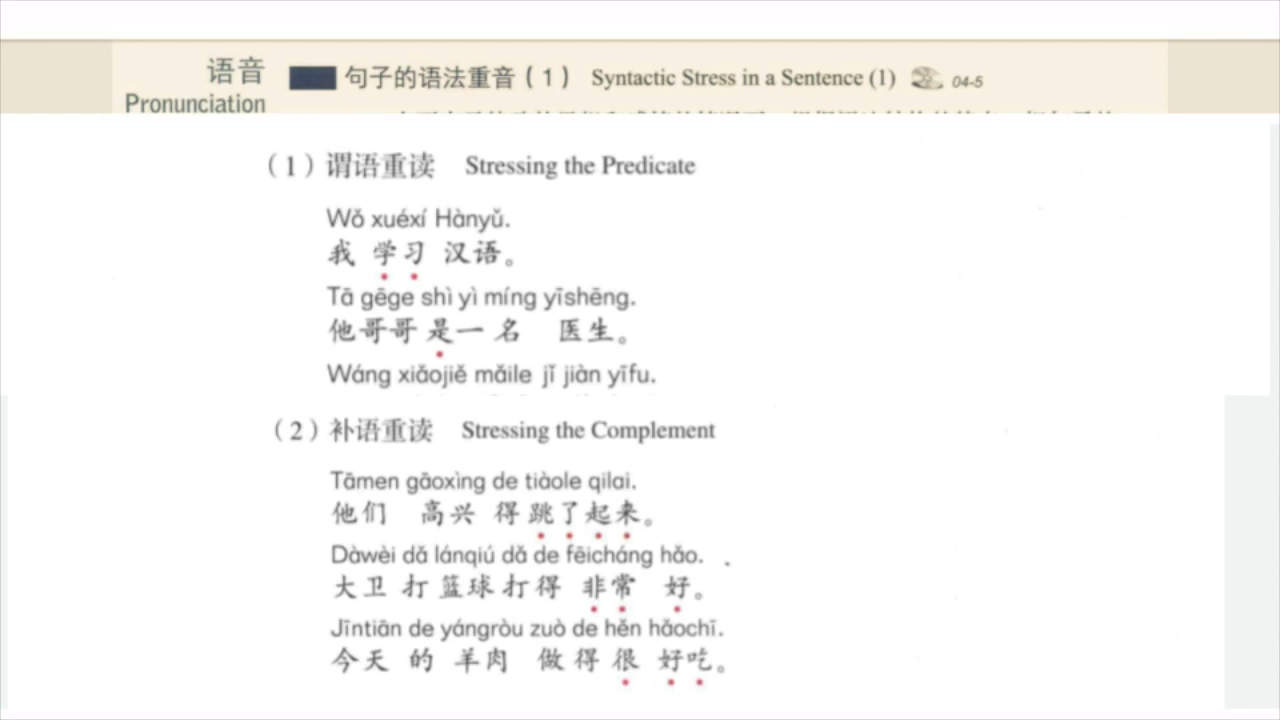 语音
Pronunciation
句子的语法重音(1) Syntactic Stress in a Sentence (1) 04-5
(1)谓语重读 Stressing the Predicate
Wǒ xuéxí Hànyǔ.
我 学习 汉语。
Tā gēge shì yì míng yīshēng.
他哥哥是一名 医生。
Wáng xiǎojiě mǎile jǐ jiàn yīfu.
(2)补语重读 Stressing the Complement
Tāmen gāoxìng de tiàole qilai.
他们 高兴 得跳了起来。
Dàwèi dǎ lánqiú dǎ de fēicháng hǎo.
大卫 打篮球打得 非常 好。
Jīntiān de yángròu zuò de hěn hǎochī.
今天 的 羊肉 做得很 好吃。